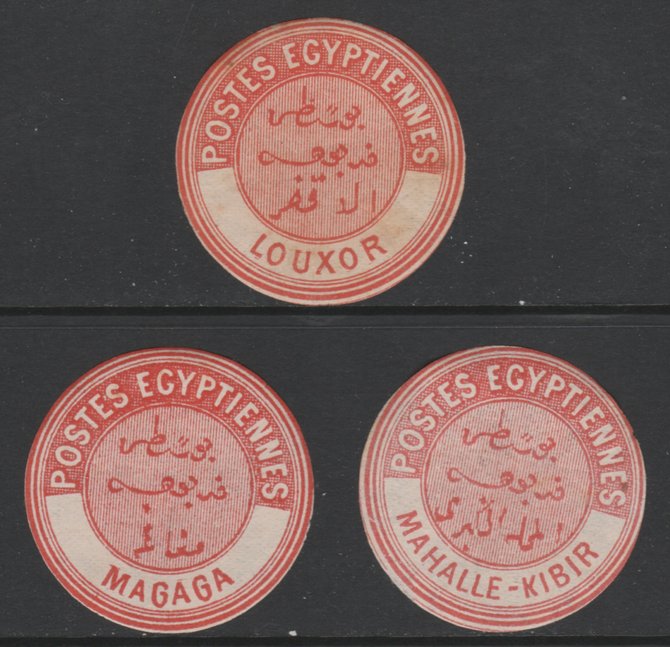 POSTES EGYPTIENNES
بوسطه
خديويه
الاقصر
LOUXOR
POSTES EGYPTIENNES
بوسطه
خديويه
مغاغه
MAGAGA
POSTES EGYPTIENNES
بوسطه
خديويه
المحله الكبرى
MAHALLE-KIBIR